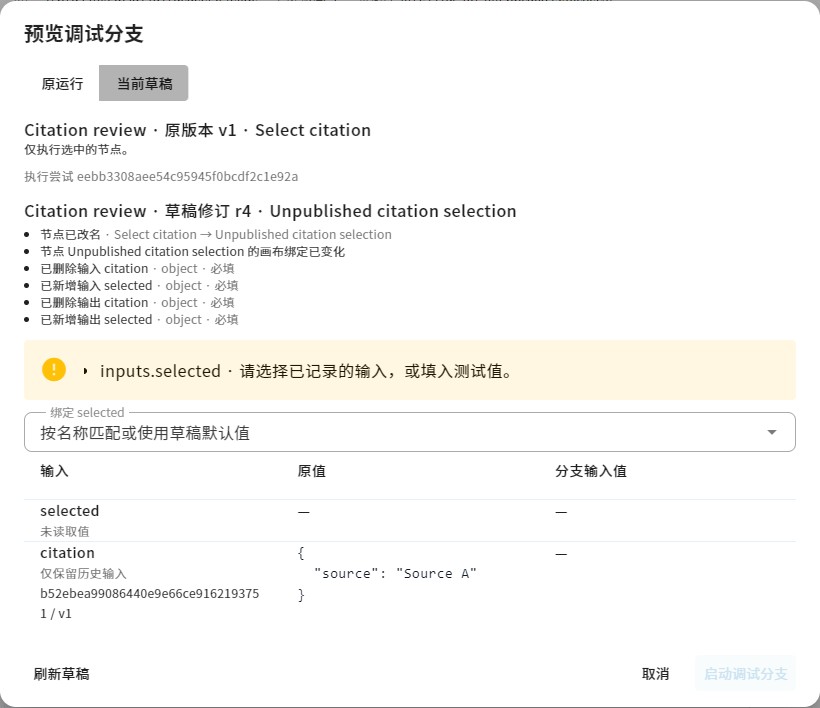 预览调试分支
原运行
当前草稿
Citation review · 原版本 v1 · Select citation
仅执行选中的节点。
执行尝试 eebb3308aee54c95945f0bcdf2c1e92a
Citation review · 草稿修订 r4 · Unpublished citation selection
节点已改名 · Select citation → Unpublished citation selection
节点 Unpublished citation selection 的画布绑定已变化
已删除输入 citation · object · 必填
已新增输入 selected · object · 必填
已删除输出 citation · object · 必填
已新增输出 selected · object · 必填
inputs.selected · 请选择已记录的输入，或填入测试值。
绑定 selected
按名称匹配或使用草稿默认值
输入 原值 分支输入值
selected — —
未读取值
citation { —
仅保留历史输入 "source": "Source A"
b52ebea99086440e9e66ce916219375 }
1 / v1
刷新草稿 取消 启动调试分支